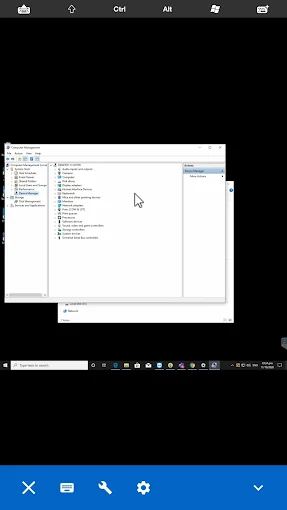 Ctrl Alt
Computer Management
File Action View Help
Computer Management (Local
System Tools
Task Scheduler
Event Viewer
Shared Folders
Local Users and Groups
Performance
Device Manager
Storage
Disk Management
Services and Applications
Audio inputs and outputs
Computer
Disk drives
Display adapters
Human Interface Devices
Keyboards
Mice and other pointing devices
Monitors
Network adapters
Ports (COM & LPT)
Print queues
Processors
Software devices
Sound, video and game controllers
Storage controllers
System devices
Universal Serial Bus controllers
Actions
Device Manager
More Actions
Network
Type here to search
ENG